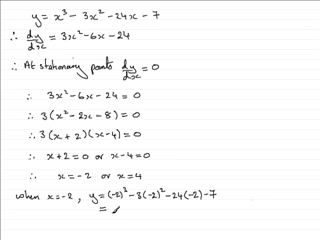 y = x³ - 3x² - 24x - 7
∴ dy/dx = 3x² - 6x - 24
∴ At stationary points dy/dx = 0
∴ 3x² - 6x - 24 = 0
∴ 3(x² - 2x - 8) = 0
∴ 3(x + 2)(x - 4) = 0
∴ x + 2 = 0 or x - 4 = 0
∴ x = -2 or x = 4
when x = -2, y = (-2)³ - 3(-2)² - 24(-2) - 7
=